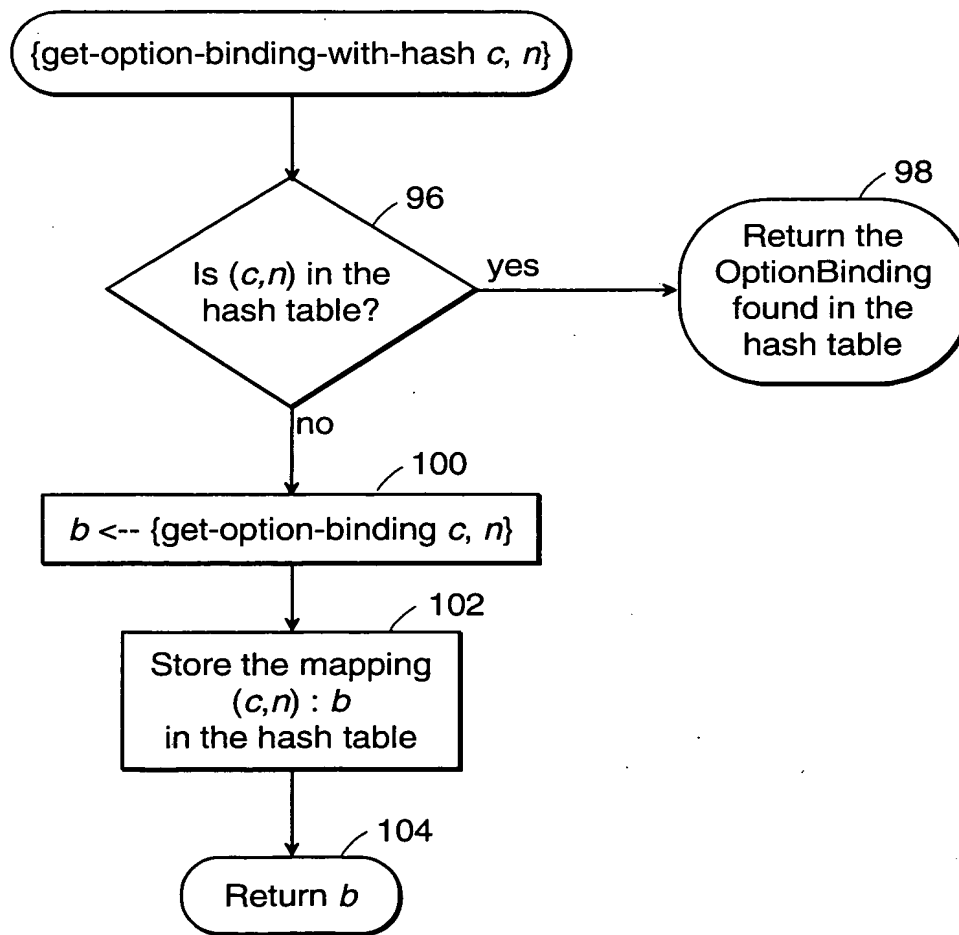 {get-option-binding-with-hash c, n}
96
Is (c,n) in the
hash table?
yes
98
Return the
OptionBinding
found in the
hash table
no
100
b <-- {get-option-binding c, n}
102
Store the mapping
(c,n) : b
in the hash table
104
Return b